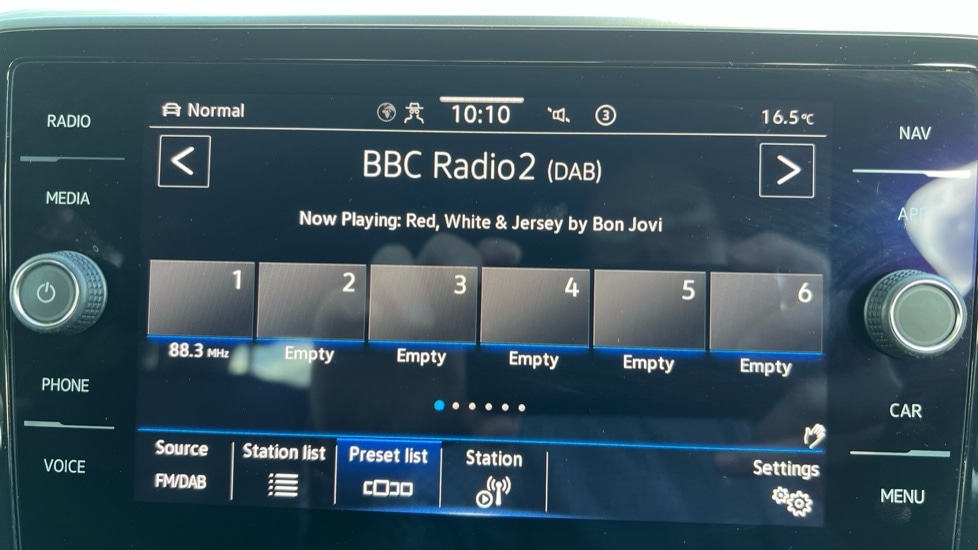 RADIO
MEDIA
PHONE
VOICE
Normal
10:10
3
16.5°C
<
BBC Radio2 (DAB)
>
Now Playing: Red, White & Jersey by Bon Jovi
1
2
3
4
5
6
88.3 MHz
Empty
Empty
Empty
Empty
Empty
Source
FM/DAB
Station list
Preset list
Station
Settings
NAV
APP
CAR
MENU